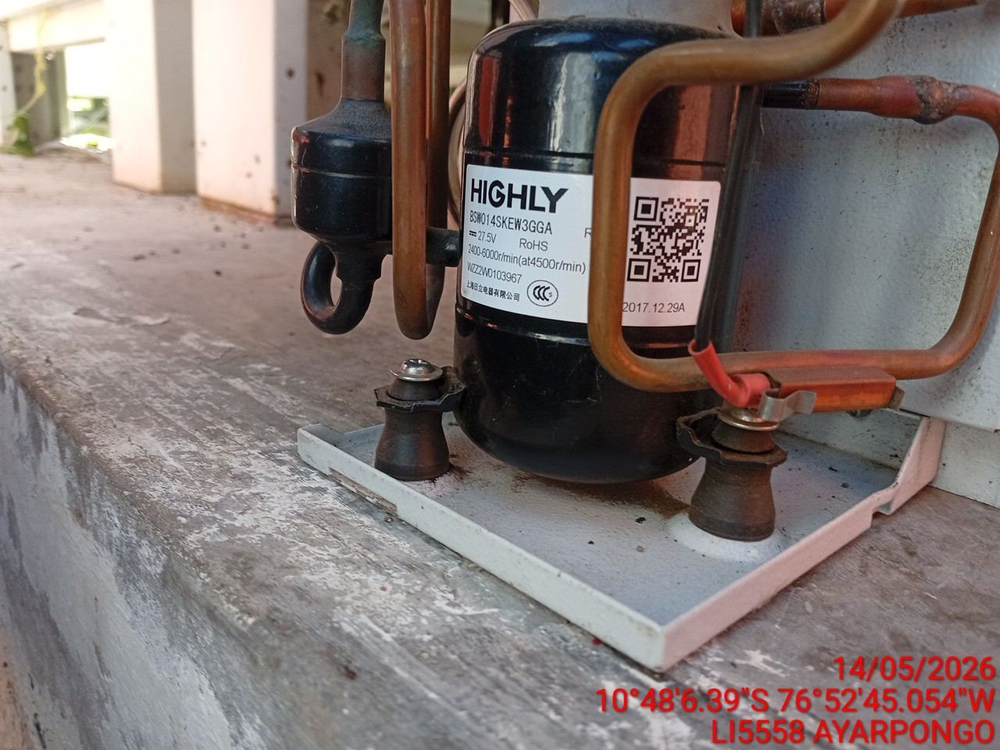 HIGHLY
BSW014SKEW3GGA
27.5V RoHS
2400-6000r/min(at4500r/min)
WZZ2W0103967
上海日立电器有限公司
CCC S
2017.12.29A
14/05/2026
10°48'6.39"S 76°52'45.054"W
LI5558 AYARPONGO